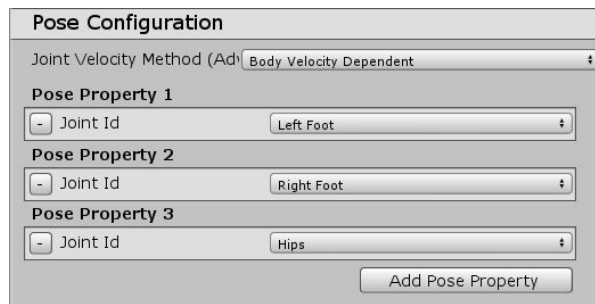 Pose Configuration
Joint Velocity Method (Adv Body Velocity Dependent
Pose Property 1
- Joint Id Left Foot
Pose Property 2
- Joint Id Right Foot
Pose Property 3
- Joint Id Hips
Add Pose Property